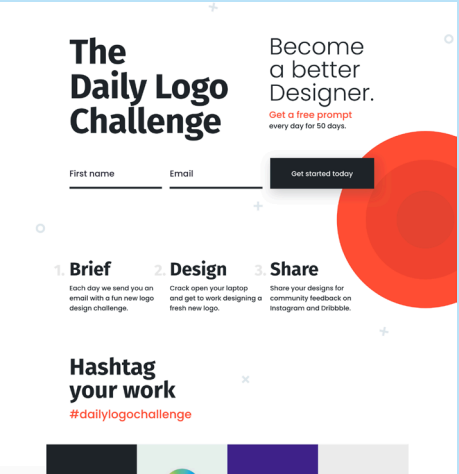 The
Daily Logo
Challenge
Become
a better
Designer.
Get a free prompt
every day for 50 days.
First name
Email
Get started today
1. Brief
Each day we send you an
email with a fun new logo
design challenge.
2. Design
Crack open your laptop
and get to work designing a
fresh new logo.
3. Share
Share your designs for
community feedback on
Instagram and Dribbble.
Hashtag
your work
#dailylogochallenge